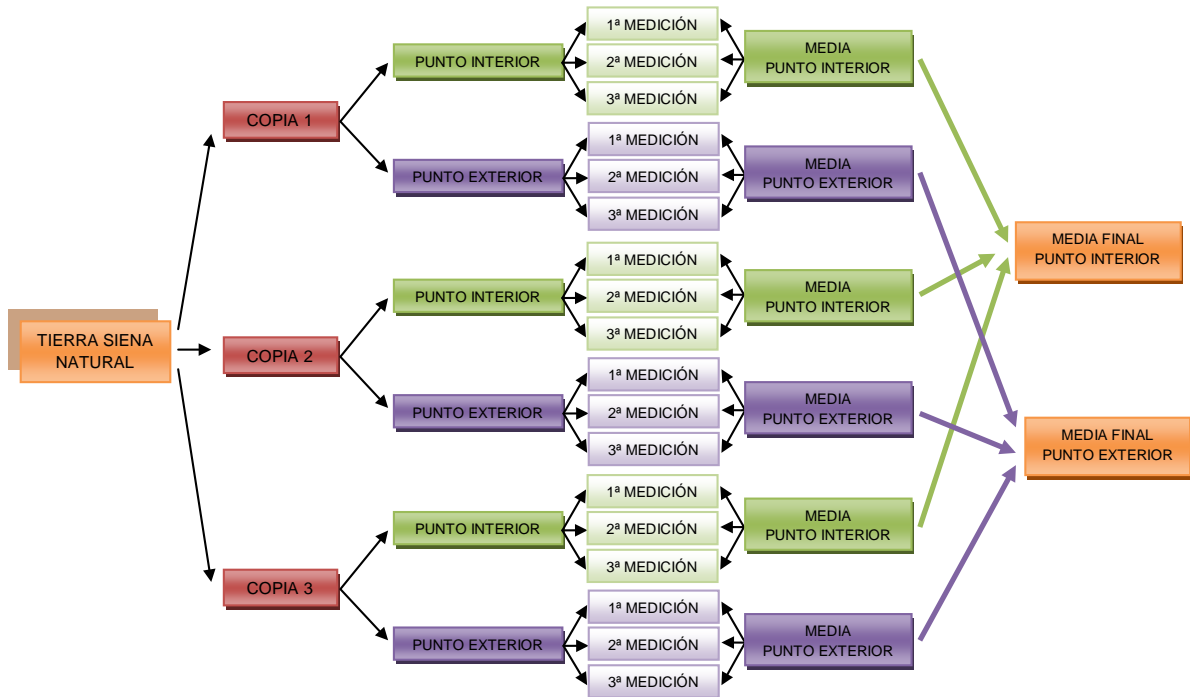 1ª MEDICIÓN
2ª MEDICIÓN
3ª MEDICIÓN
PUNTO INTERIOR
MEDIA
PUNTO INTERIOR
COPIA 1
1ª MEDICIÓN
2ª MEDICIÓN
3ª MEDICIÓN
PUNTO EXTERIOR
MEDIA
PUNTO EXTERIOR
MEDIA FINAL
PUNTO INTERIOR
1ª MEDICIÓN
2ª MEDICIÓN
3ª MEDICIÓN
PUNTO INTERIOR
MEDIA
PUNTO INTERIOR
TIERRA SIENA
NATURAL
COPIA 2
1ª MEDICIÓN
2ª MEDICIÓN
3ª MEDICIÓN
PUNTO EXTERIOR
MEDIA
PUNTO EXTERIOR
MEDIA FINAL
PUNTO EXTERIOR
1ª MEDICIÓN
2ª MEDICIÓN
3ª MEDICIÓN
PUNTO INTERIOR
MEDIA
PUNTO INTERIOR
COPIA 3
1ª MEDICIÓN
2ª MEDICIÓN
3ª MEDICIÓN
PUNTO EXTERIOR
MEDIA
PUNTO EXTERIOR